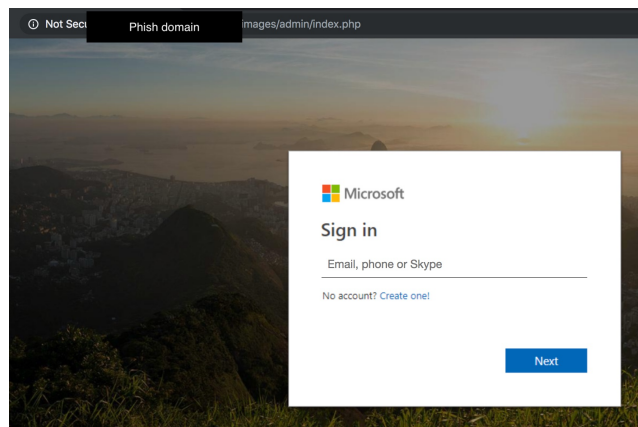 Not Secu
Phish domain
images/admin/index.php
Microsoft
Sign in
Email, phone or Skype
No account? Create one!
Next